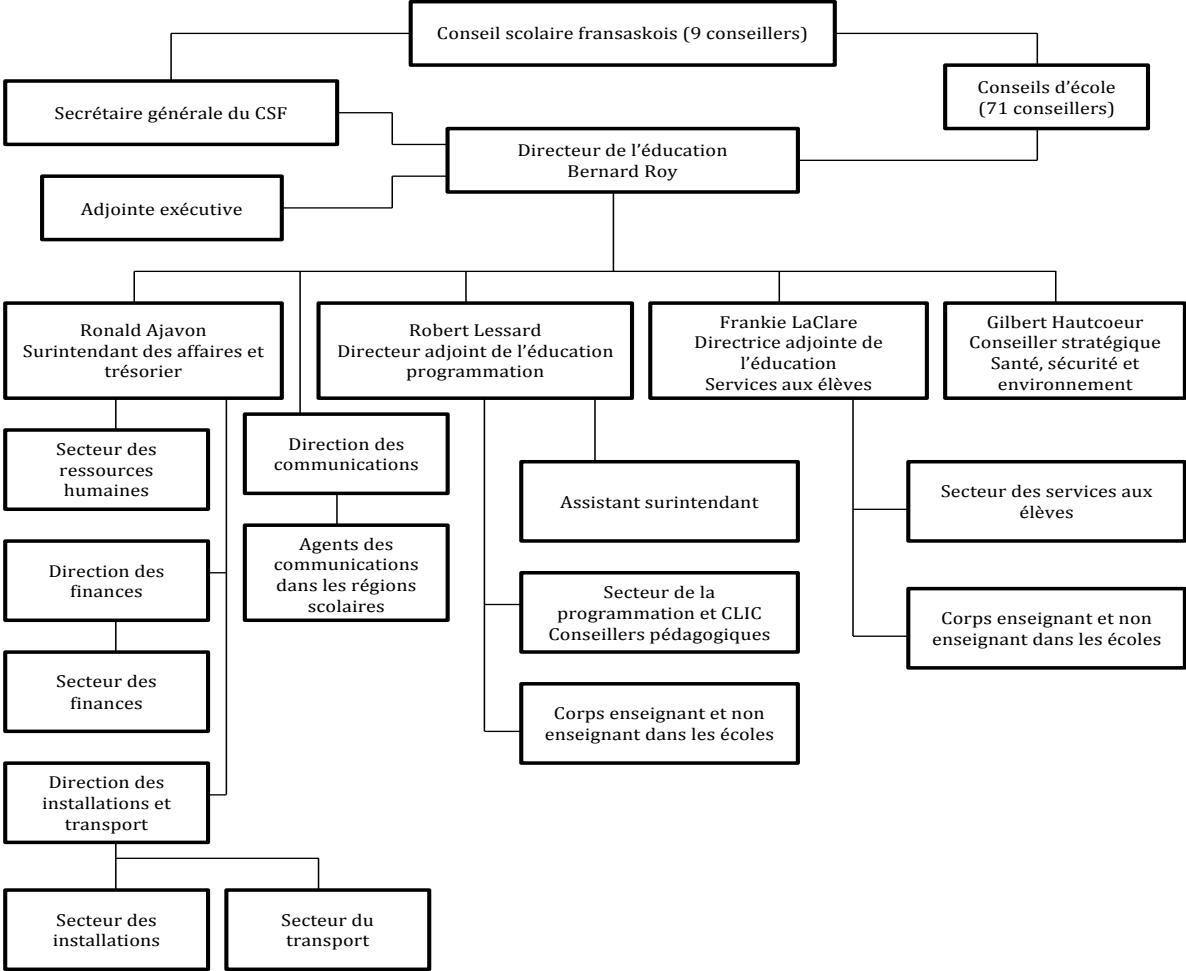 Conseil scolaire fransaskois (9 conseillers)
Secrétaire générale du CSF
Conseils d’école
(71 conseillers)
Directeur de l’éducation
Bernard Roy
Adjointe exécutive
Ronald Ajavon
Surintendant des affaires et
trésorier
Robert Lessard
Directeur adjoint de l’éducation
programmation
Frankie LaClare
Directrice adjointe de
l’éducation
Services aux élèves
Gilbert Hautcoeur
Conseiller stratégique
Santé, sécurité et
environnement
Secteur des
ressources
humaines
Direction des
communications
Assistant surintendant
Secteur des services aux
élèves
Direction des
finances
Agents des
communications
dans les régions
scolaires
Secteur de la
programmation et CLIC
Conseillers pédagogiques
Corps enseignant et non
enseignant dans les écoles
Secteur des
finances
Corps enseignant et non
enseignant dans les écoles
Direction des
installations et
transport
Secteur des
installations
Secteur du
transport